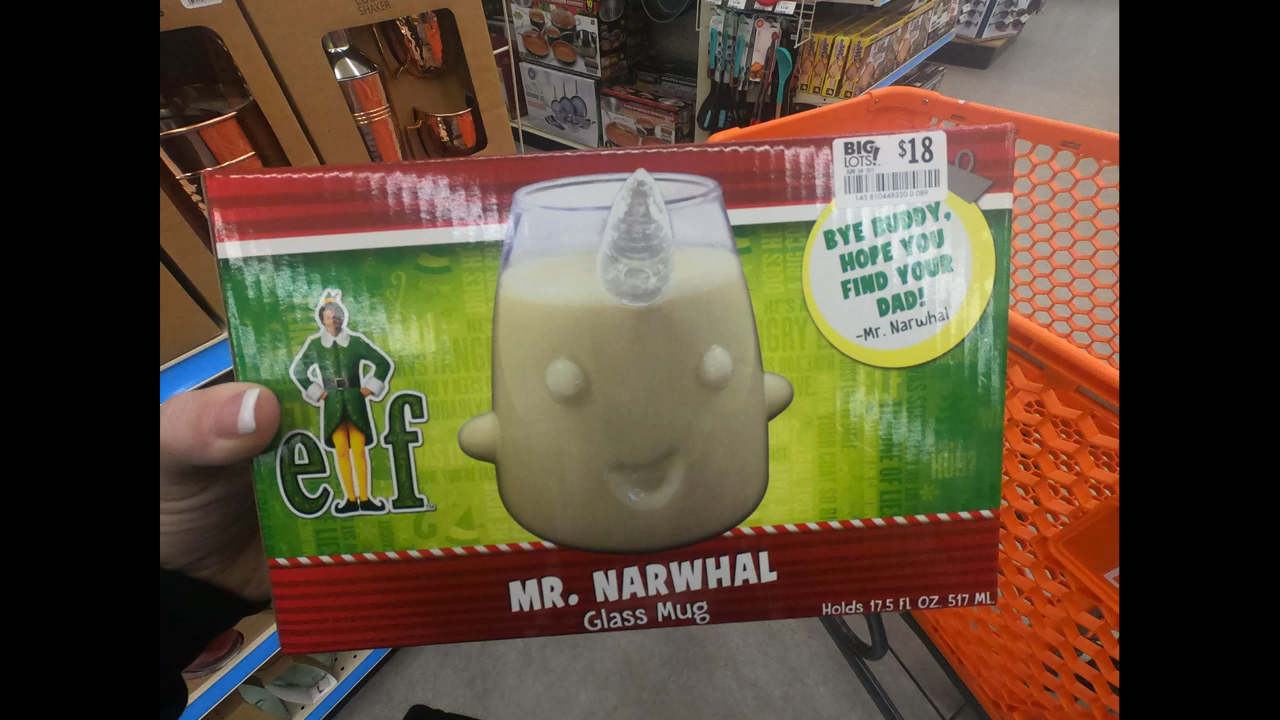 SHAKER
BIG
LOTS!
$18
BYE BUDDY,
HOPE YOU
FIND YOUR
DAD!
-Mr. Narwhal
elf
MR. NARWHAL
Glass Mug
Holds 17.5 FL OZ. 517 ML